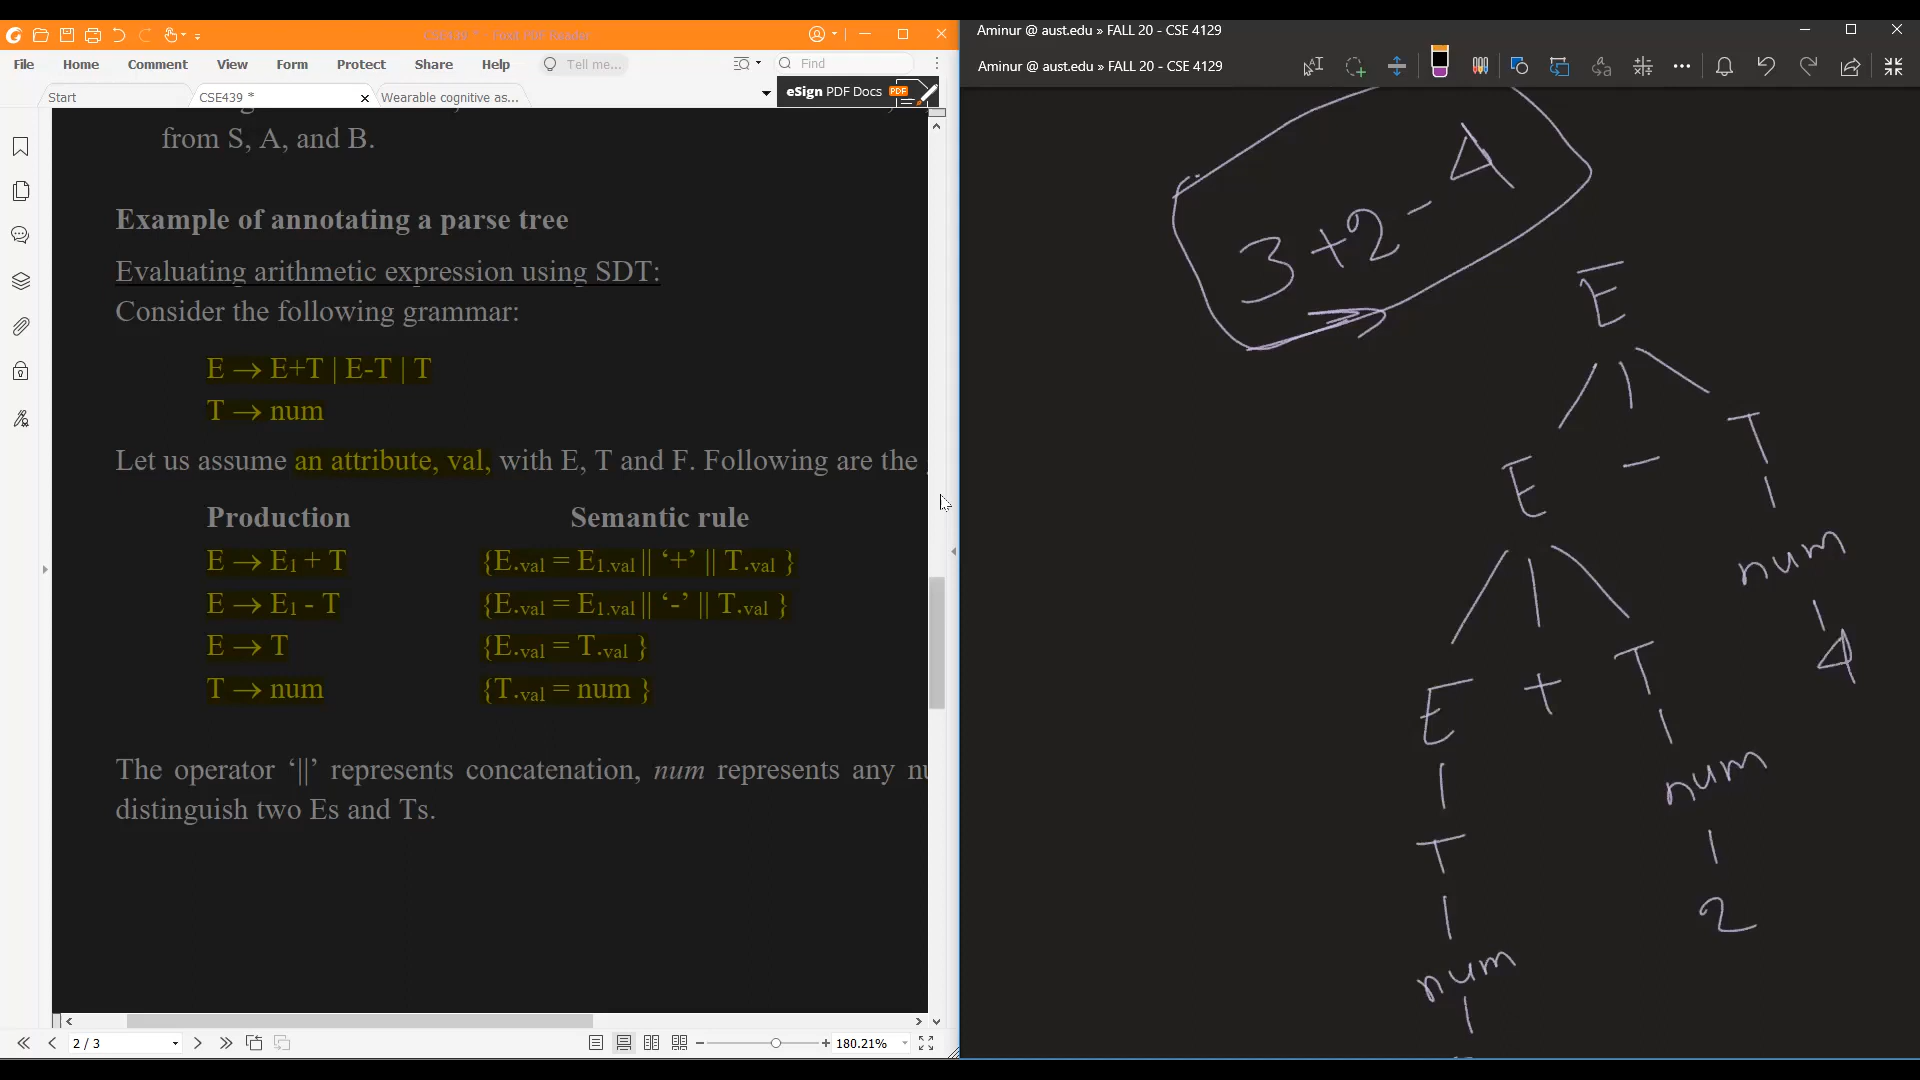 CSE439 * - Foxit PDF Reader
File Home Comment View Form Protect Share Help Tell me... Find
Start CSE439 * Wearable cognitive as... eSign PDF Docs PDF
from S, A, and B.
Example of annotating a parse tree
Evaluating arithmetic expression using SDT:
Consider the following grammar:
E → E+T | E-T | T
T → num
Let us assume an attribute, val, with E, T and F. Following are the
Production Semantic rule
E → E1 + T {E.val = E1.val || ‘+’ || T.val }
E → E1 - T {E.val = E1.val || ‘-’ || T.val }
E → T {E.val = T.val }
T → num {T.val = num }
The operator ‘||’ represents concatenation, num represents any
distinguish two Es and Ts.
2 / 3 180.21%
Aminur @ aust.edu » FALL 20 - CSE 4129
Aminur @ aust.edu » FALL 20 - CSE 4129
3+2-4
E
E - T
num
4
E + T
num
2
T
num